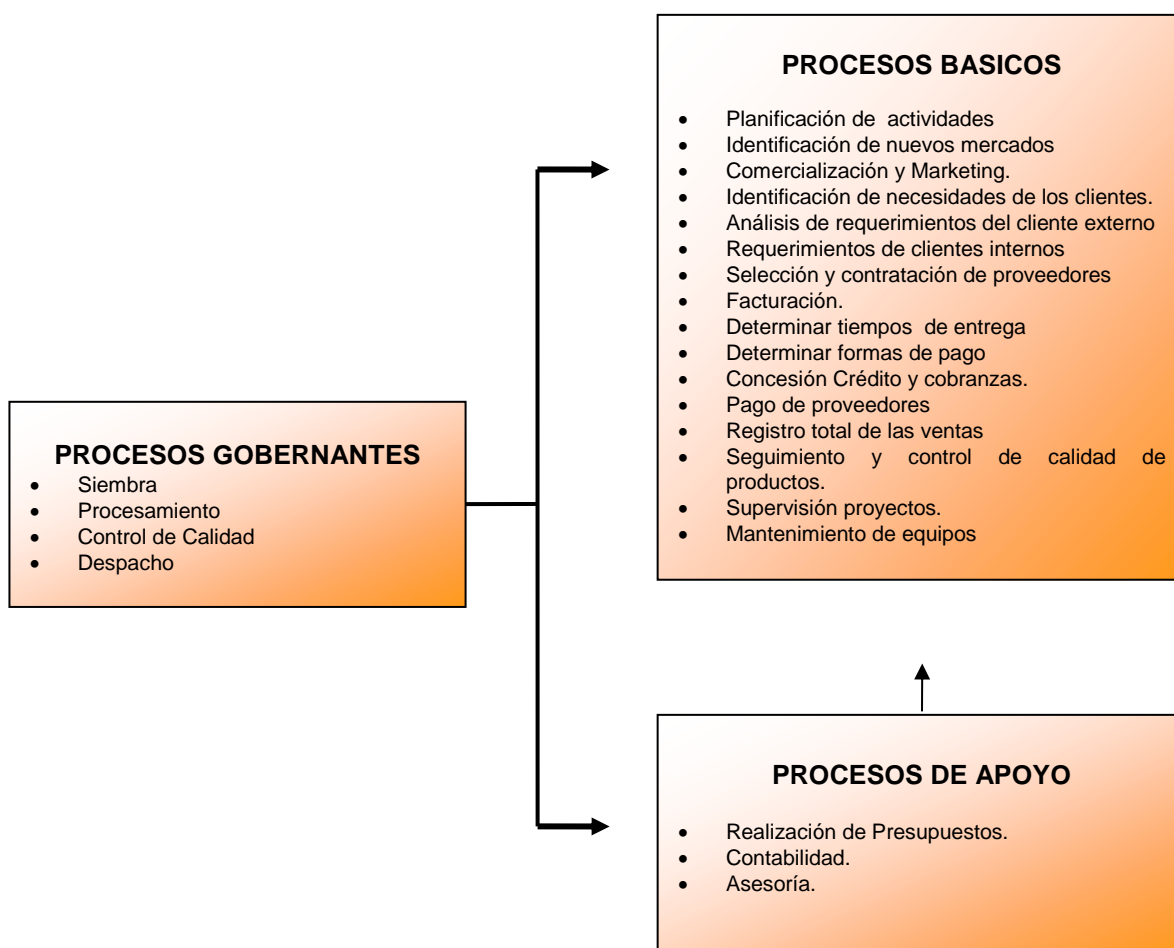 PROCESOS BASICOS
• Planificación de actividades
• Identificación de nuevos mercados
• Comercialización y Marketing.
• Identificación de necesidades de los clientes.
• Análisis de requerimientos del cliente externo
• Requerimientos de clientes internos
• Selección y contratación de proveedores
• Facturación.
• Determinar tiempos de entrega
• Determinar formas de pago
• Concesión Crédito y cobranzas.
• Pago de proveedores
• Registro total de las ventas
• Seguimiento y control de calidad de
productos.
• Supervisión proyectos.
• Mantenimiento de equipos
PROCESOS GOBERNANTES
• Siembra
• Procesamiento
• Control de Calidad
• Despacho
PROCESOS DE APOYO
• Realización de Presupuestos.
• Contabilidad.
• Asesoría.